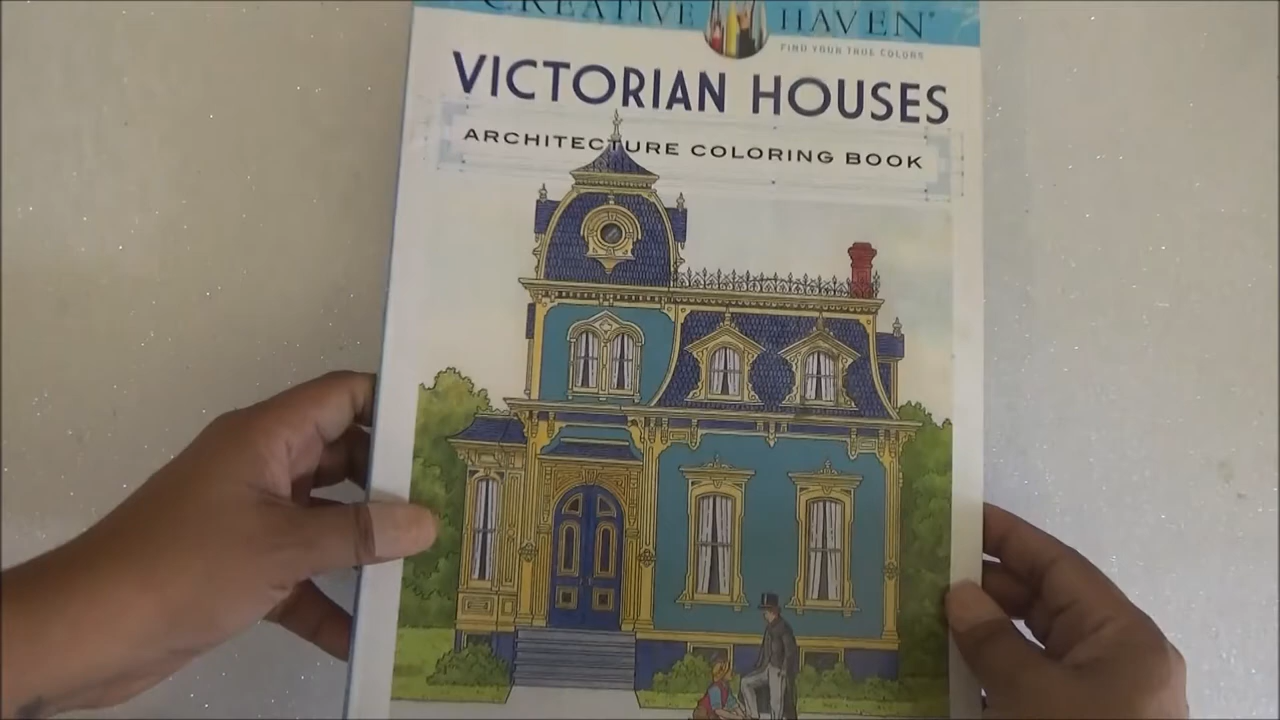 CREATIVE HAVEN®
FIND YOUR TRUE COLORS
VICTORIAN HOUSES
ARCHITECTURE COLORING BOOK